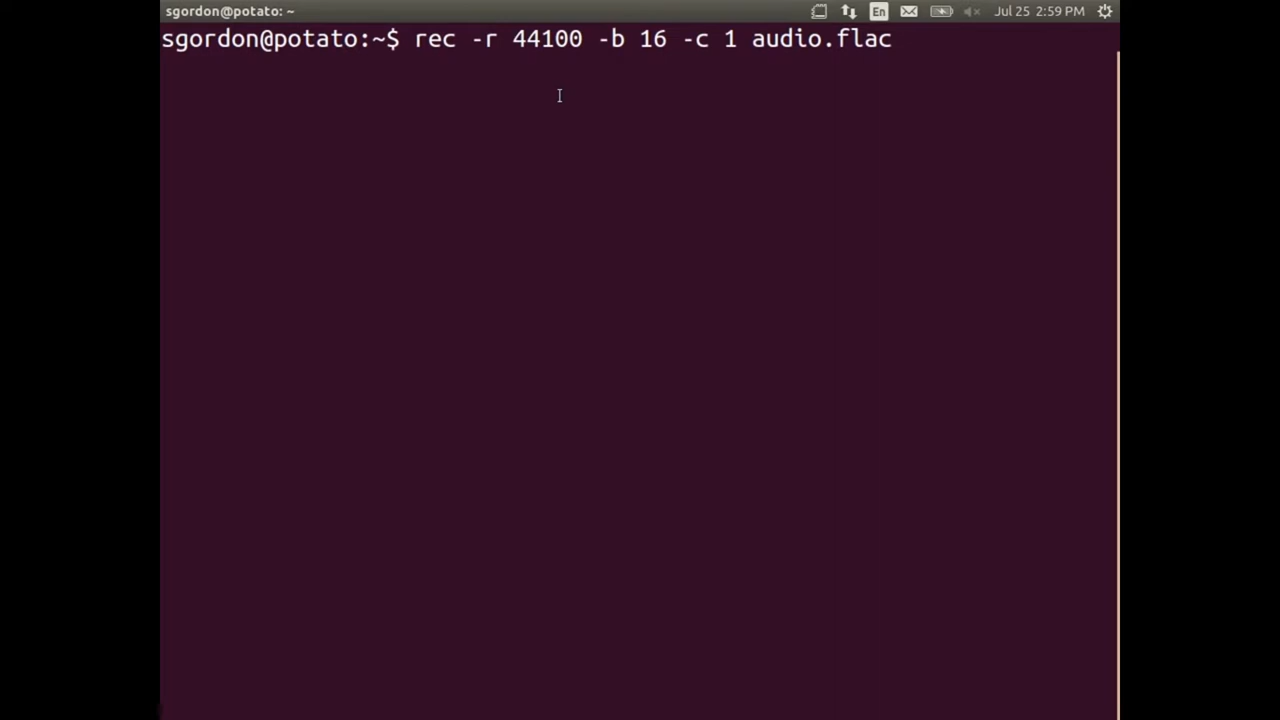 sgordon@potato: ~ En Jul 25 2:59 PM
sgordon@potato:~$ rec -r 44100 -b 16 -c 1 audio.flac